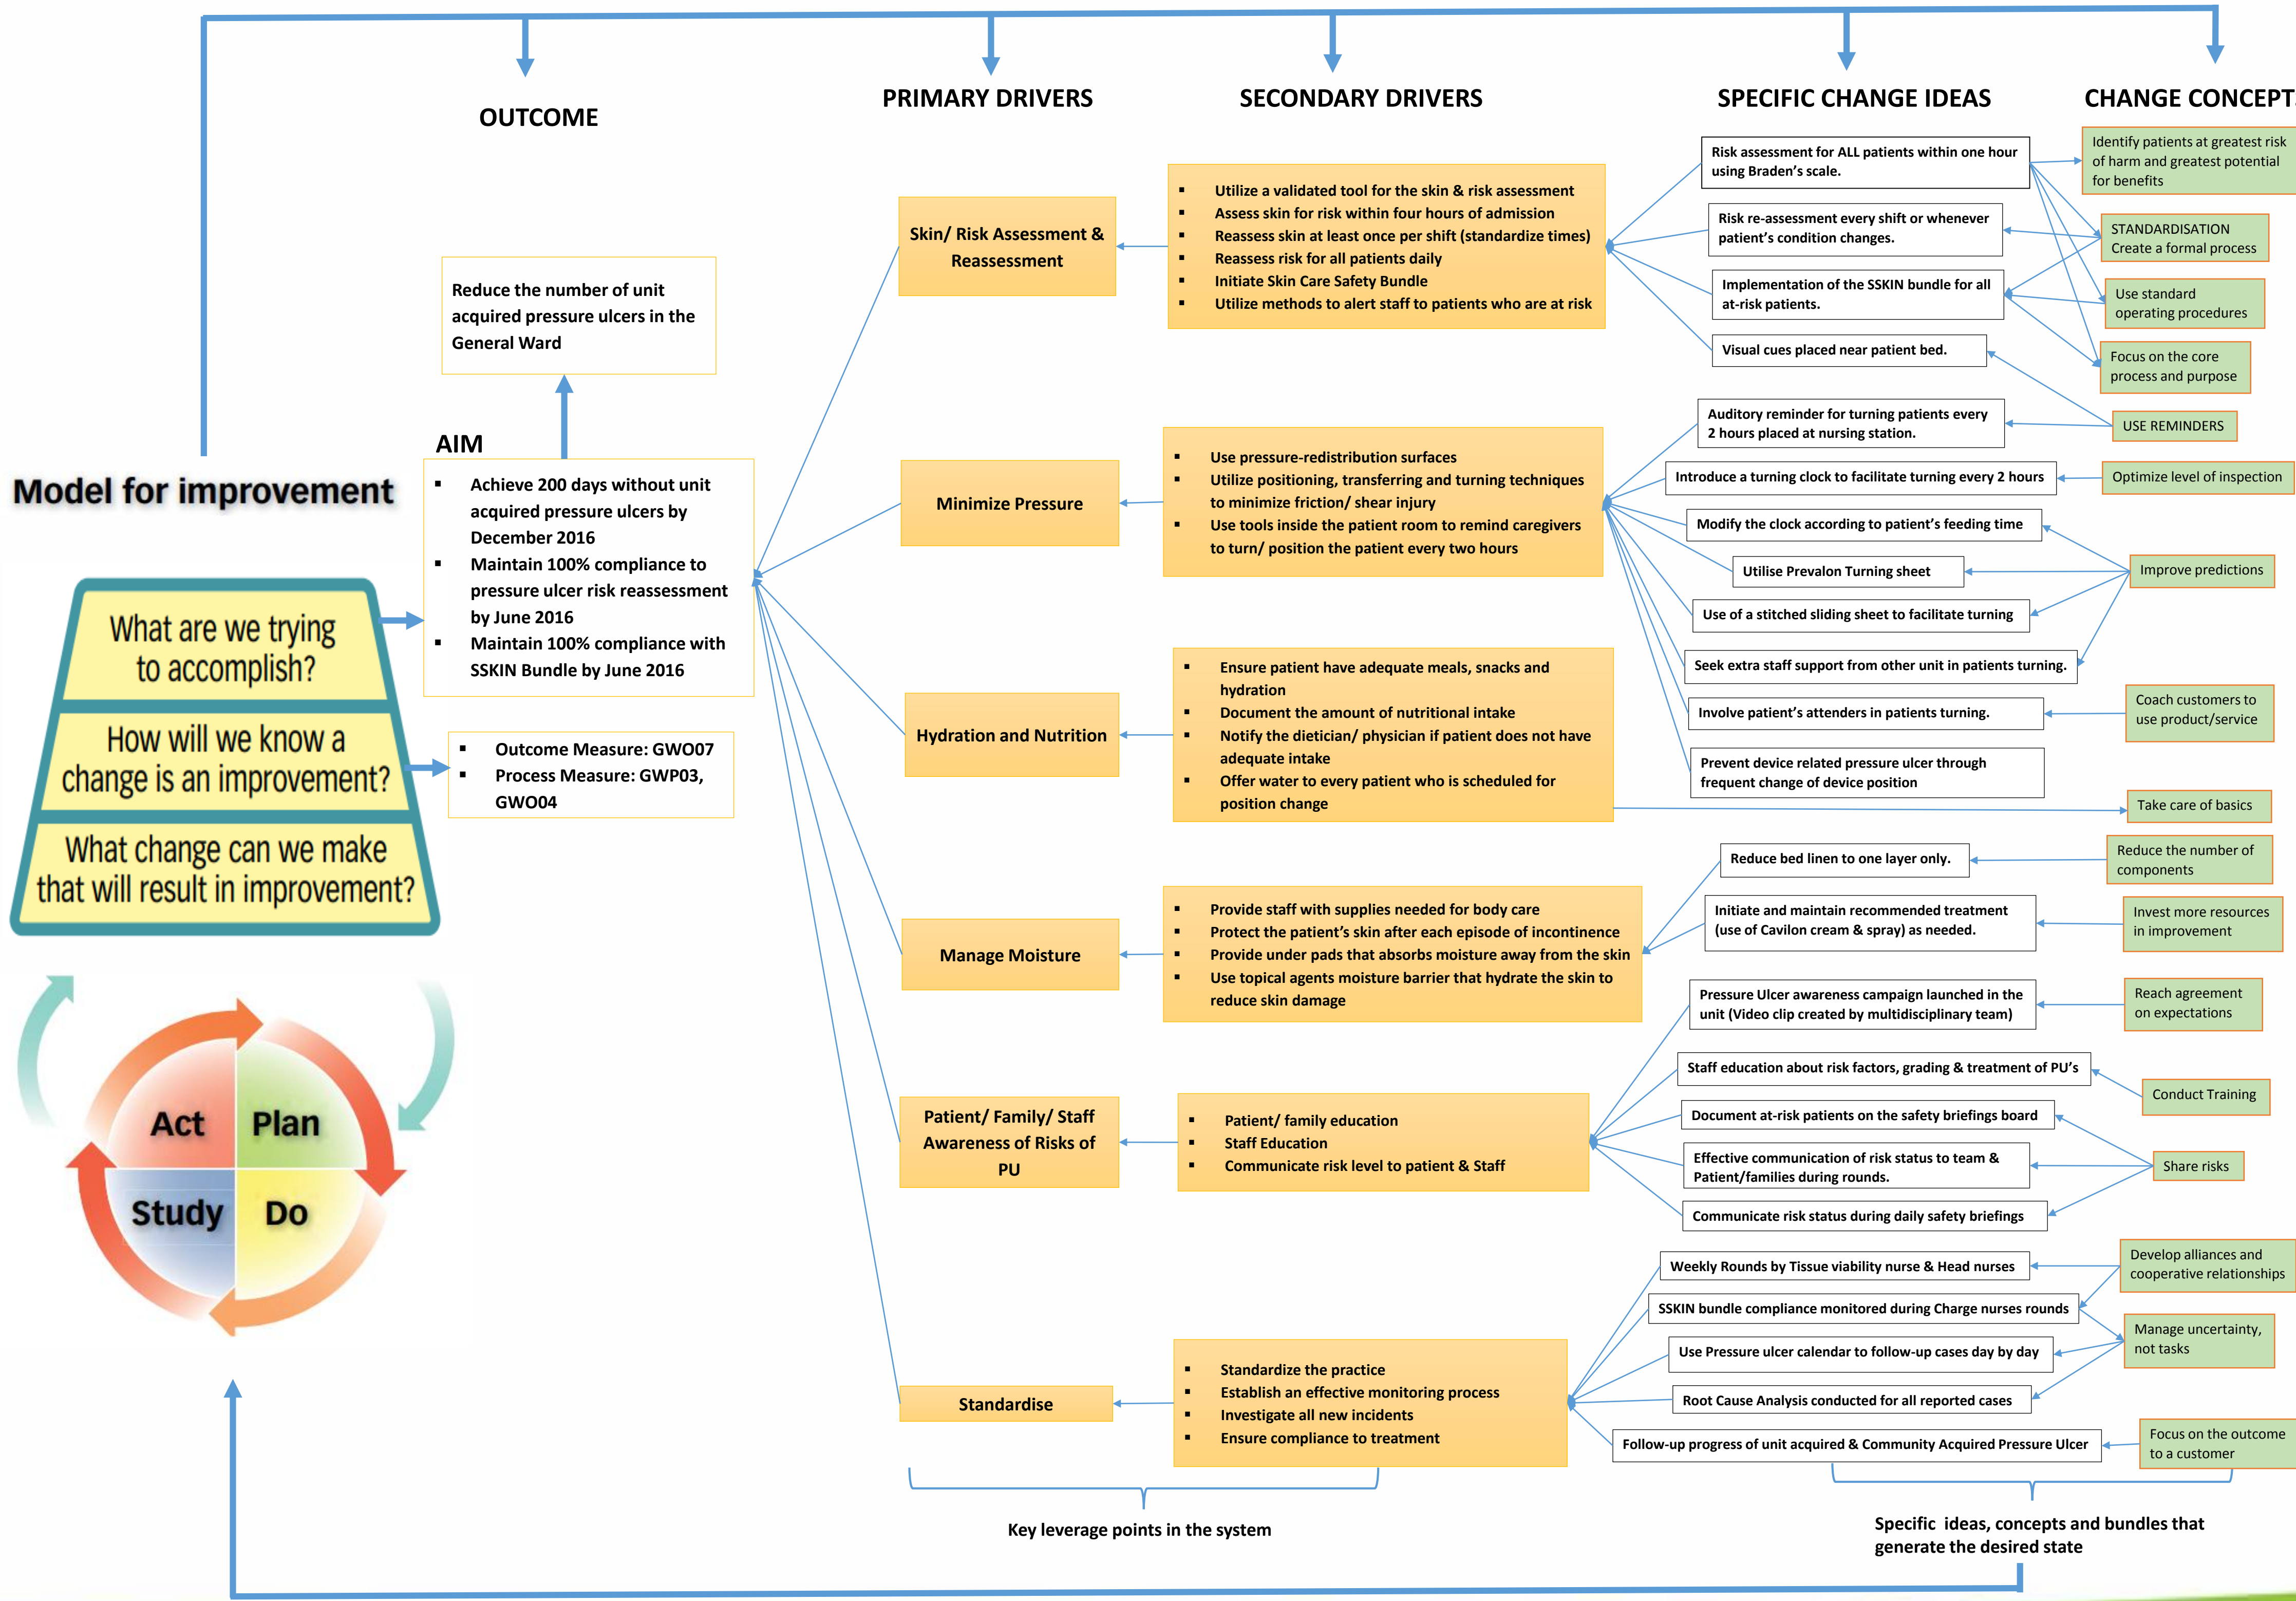 OUTCOME
PRIMARY DRIVERS
SECONDARY DRIVERS
SPECIFIC CHANGE IDEAS
CHANGE CONCEPT
Model for improvement
What are we trying
to accomplish?
How will we know a
change is an improvement?
What change can we make
that will result in improvement?
Act
Plan
Study
Do
Reduce the number of unit
acquired pressure ulcers in the
General Ward
AIM
▪ Achieve 200 days without unit
acquired pressure ulcers by
December 2016
▪ Maintain 100% compliance to
pressure ulcer risk reassessment
by June 2016
▪ Maintain 100% compliance with
SSKIN Bundle by June 2016
▪ Outcome Measure: GWO07
▪ Process Measure: GWP03,
GWO04
Skin/ Risk Assessment &
Reassessment
Minimize Pressure
Hydration and Nutrition
Manage Moisture
Patient/ Family/ Staff
Awareness of Risks of
PU
Standardise
▪ Utilize a validated tool for the skin & risk assessment
▪ Assess skin for risk within four hours of admission
▪ Reassess skin at least once per shift (standardize times)
▪ Reassess risk for all patients daily
▪ Initiate Skin Care Safety Bundle
▪ Utilize methods to alert staff to patients who are at risk
▪ Use pressure-redistribution surfaces
▪ Utilize positioning, transferring and turning techniques
to minimize friction/ shear injury
▪ Use tools inside the patient room to remind caregivers
to turn/ position the patient every two hours
▪ Ensure patient have adequate meals, snacks and
hydration
▪ Document the amount of nutritional intake
▪ Notify the dietician/ physician if patient does not have
adequate intake
▪ Offer water to every patient who is scheduled for
position change
▪ Provide staff with supplies needed for body care
▪ Protect the patient's skin after each episode of incontinence
▪ Provide under pads that absorbs moisture away from the skin
▪ Use topical agents moisture barrier that hydrate the skin to
reduce skin damage
▪ Patient/ family education
▪ Staff Education
▪ Communicate risk level to patient & Staff
▪ Standardize the practice
▪ Establish an effective monitoring process
▪ Investigate all new incidents
▪ Ensure compliance to treatment
Risk assessment for ALL patients within one hour
using Braden's scale.
Risk re-assessment every shift or whenever
patient's condition changes.
Implementation of the SSKIN bundle for all
at-risk patients.
Visual cues placed near patient bed.
Auditory reminder for turning patients every
2 hours placed at nursing station.
Introduce a turning clock to facilitate turning every 2 hours
Modify the clock according to patient's feeding time
Utilise Prevalon Turning sheet
Use of a stitched sliding sheet to facilitate turning
Seek extra staff support from other unit in patients turning.
Involve patient's attenders in patients turning.
Prevent device related pressure ulcer through
frequent change of device position
Reduce bed linen to one layer only.
Initiate and maintain recommended treatment
(use of Cavilon cream & spray) as needed.
Pressure Ulcer awareness campaign launched in the
unit (Video clip created by multidisciplinary team)
Staff education about risk factors, grading & treatment of PU's
Document at-risk patients on the safety briefings board
Effective communication of risk status to team &
Patient/families during rounds.
Communicate risk status during daily safety briefings
Weekly Rounds by Tissue viability nurse & Head nurses
SSKIN bundle compliance monitored during Charge nurses rounds
Use Pressure ulcer calendar to follow-up cases day by day
Root Cause Analysis conducted for all reported cases
Follow-up progress of unit acquired & Community Acquired Pressure Ulcer
Identify patients at greatest risk
of harm and greatest potential
for benefits
STANDARDISATION
Create a formal process
Use standard
operating procedures
Focus on the core
process and purpose
USE REMINDERS
Optimize level of inspection
Improve predictions
Coach customers to
use product/service
Take care of basics
Reduce the number of
components
Invest more resources
in improvement
Reach agreement
on expectations
Conduct Training
Share risks
Develop alliances and
cooperative relationships
Manage uncertainty,
not tasks
Focus on the outcome
to a customer
Key leverage points in the system
Specific ideas, concepts and bundles that
generate the desired state